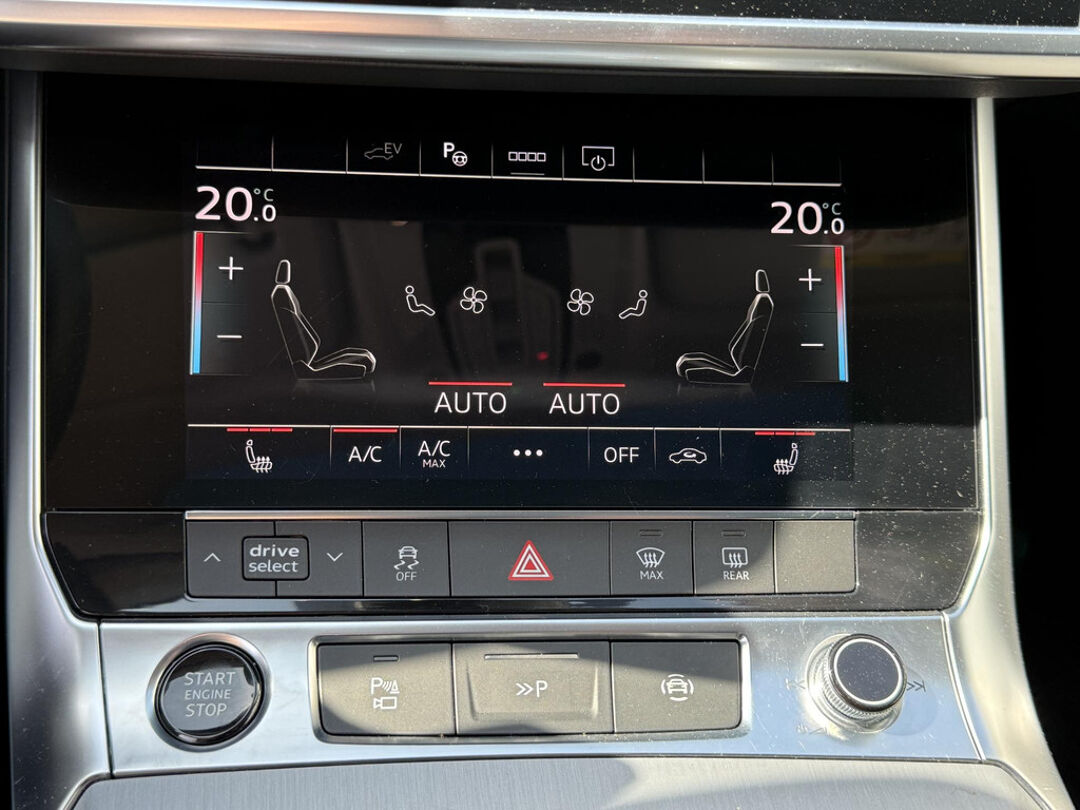 EV
P
20.0 °C
20.0 °C
+
+
−
−
AUTO AUTO
A/C
A/C
MAX
•••
OFF
drive
select
OFF
MAX
REAR
START
ENGINE
STOP
P
>>P